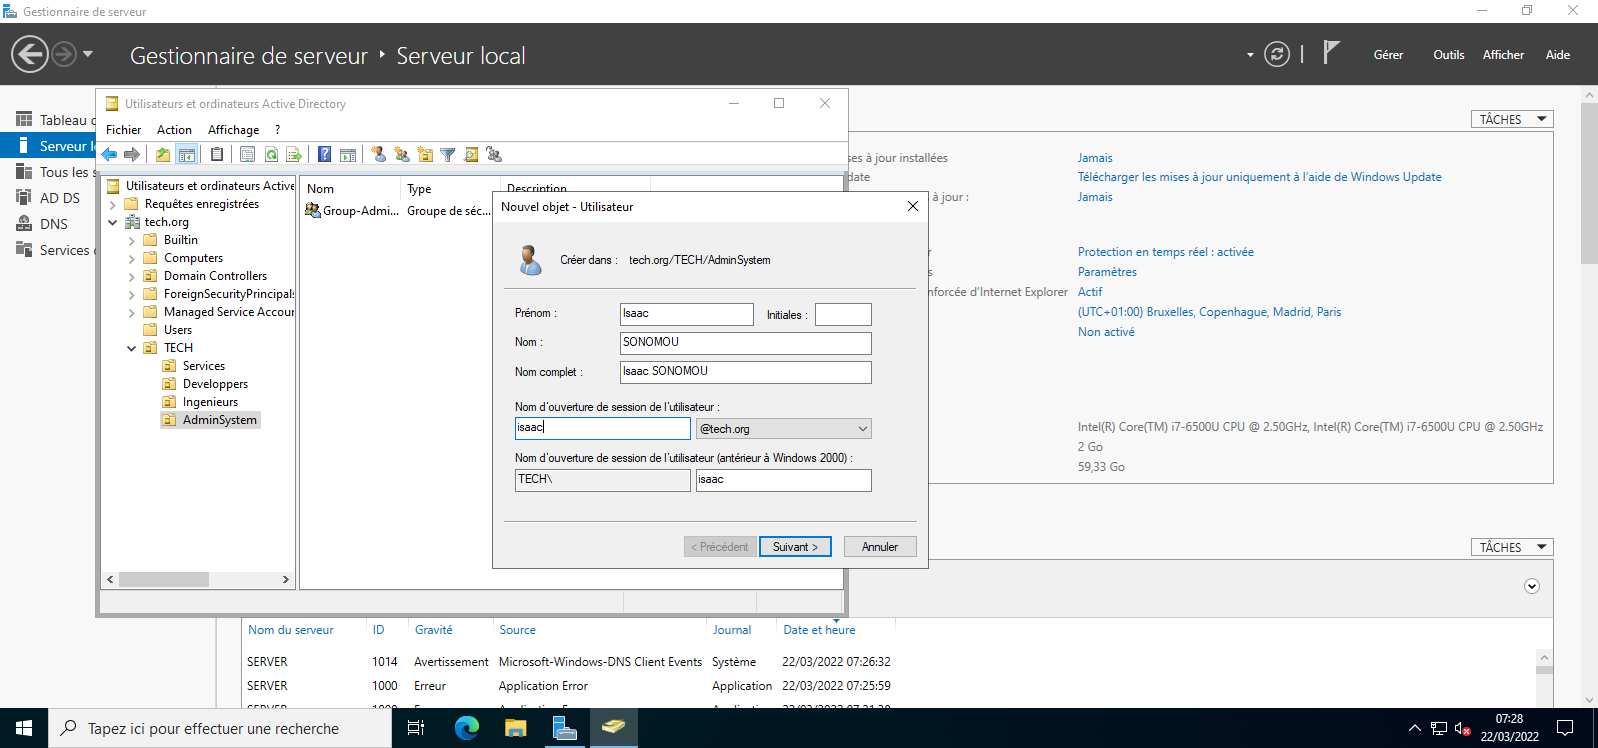 Gestionnaire de serveur
Gestionnaire de serveur ‣ Serveur local
Gérer Outils Afficher Aide
Tableau
Serveur
Tous les
AD DS
DNS
Services
Utilisateurs et ordinateurs Active Directory
Fichier Action Affichage ?
Utilisateurs et ordinateurs Active
Requêtes enregistrées
tech.org
Builtin
Computers
Domain Controllers
ForeignSecurityPrincipals
Managed Service Accour
Users
TECH
Services
Developpers
Ingenieurs
AdminSystem
Nom Type Description
Group-Admi... Groupe de séc...
Nouvel objet - Utilisateur
Créer dans : tech.org/TECH/AdminSystem
Prénom : Isaac Initiales :
Nom : SONOMOU
Nom complet : Isaac SONOMOU
Nom d'ouverture de session de l'utilisateur :
isaac @tech.org
Nom d'ouverture de session de l'utilisateur (antérieur à Windows 2000) :
TECH\ isaac
< Précédent Suivant > Annuler
TÂCHES
ses à jour installées Jamais
date Télécharger les mises à jour uniquement à l'aide de Windows Update
à jour : Jamais
Protection en temps réel : activée
Paramètres
nforcée d'Internet Explorer Actif
(UTC+01:00) Bruxelles, Copenhague, Madrid, Paris
Non activé
Intel(R) Core(TM) i7-6500U CPU @ 2.50GHz, Intel(R) Core(TM) i7-6500U CPU @ 2.50GHz
2 Go
59,33 Go
TÂCHES
Nom du serveur ID Gravité Source Journal Date et heure
SERVER 1014 Avertissement Microsoft-Windows-DNS Client Events Système 22/03/2022 07:26:32
SERVER 1000 Erreur Application Error Application 22/03/2022 07:25:59
Tapez ici pour effectuer une recherche
07:28
22/03/2022